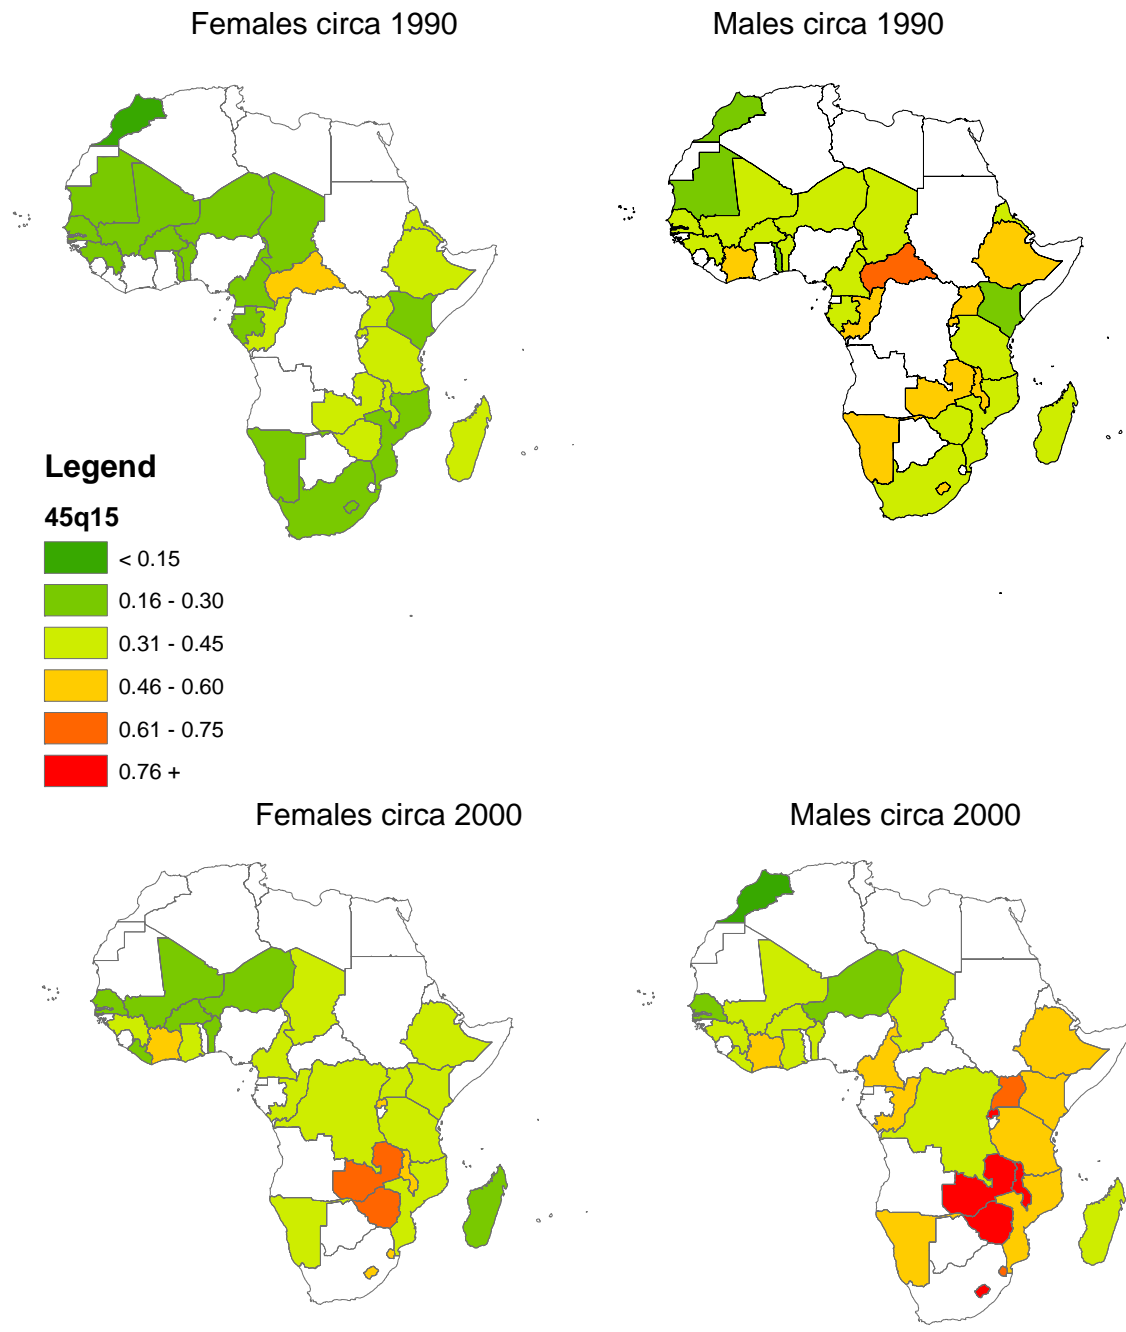 Females circa 1990
Males circa 1990
Legend
45q15
< 0.15
0.16 - 0.30
0.31 - 0.45
0.46 - 0.60
0.61 - 0.75
0.76 +
Females circa 2000
Males circa 2000